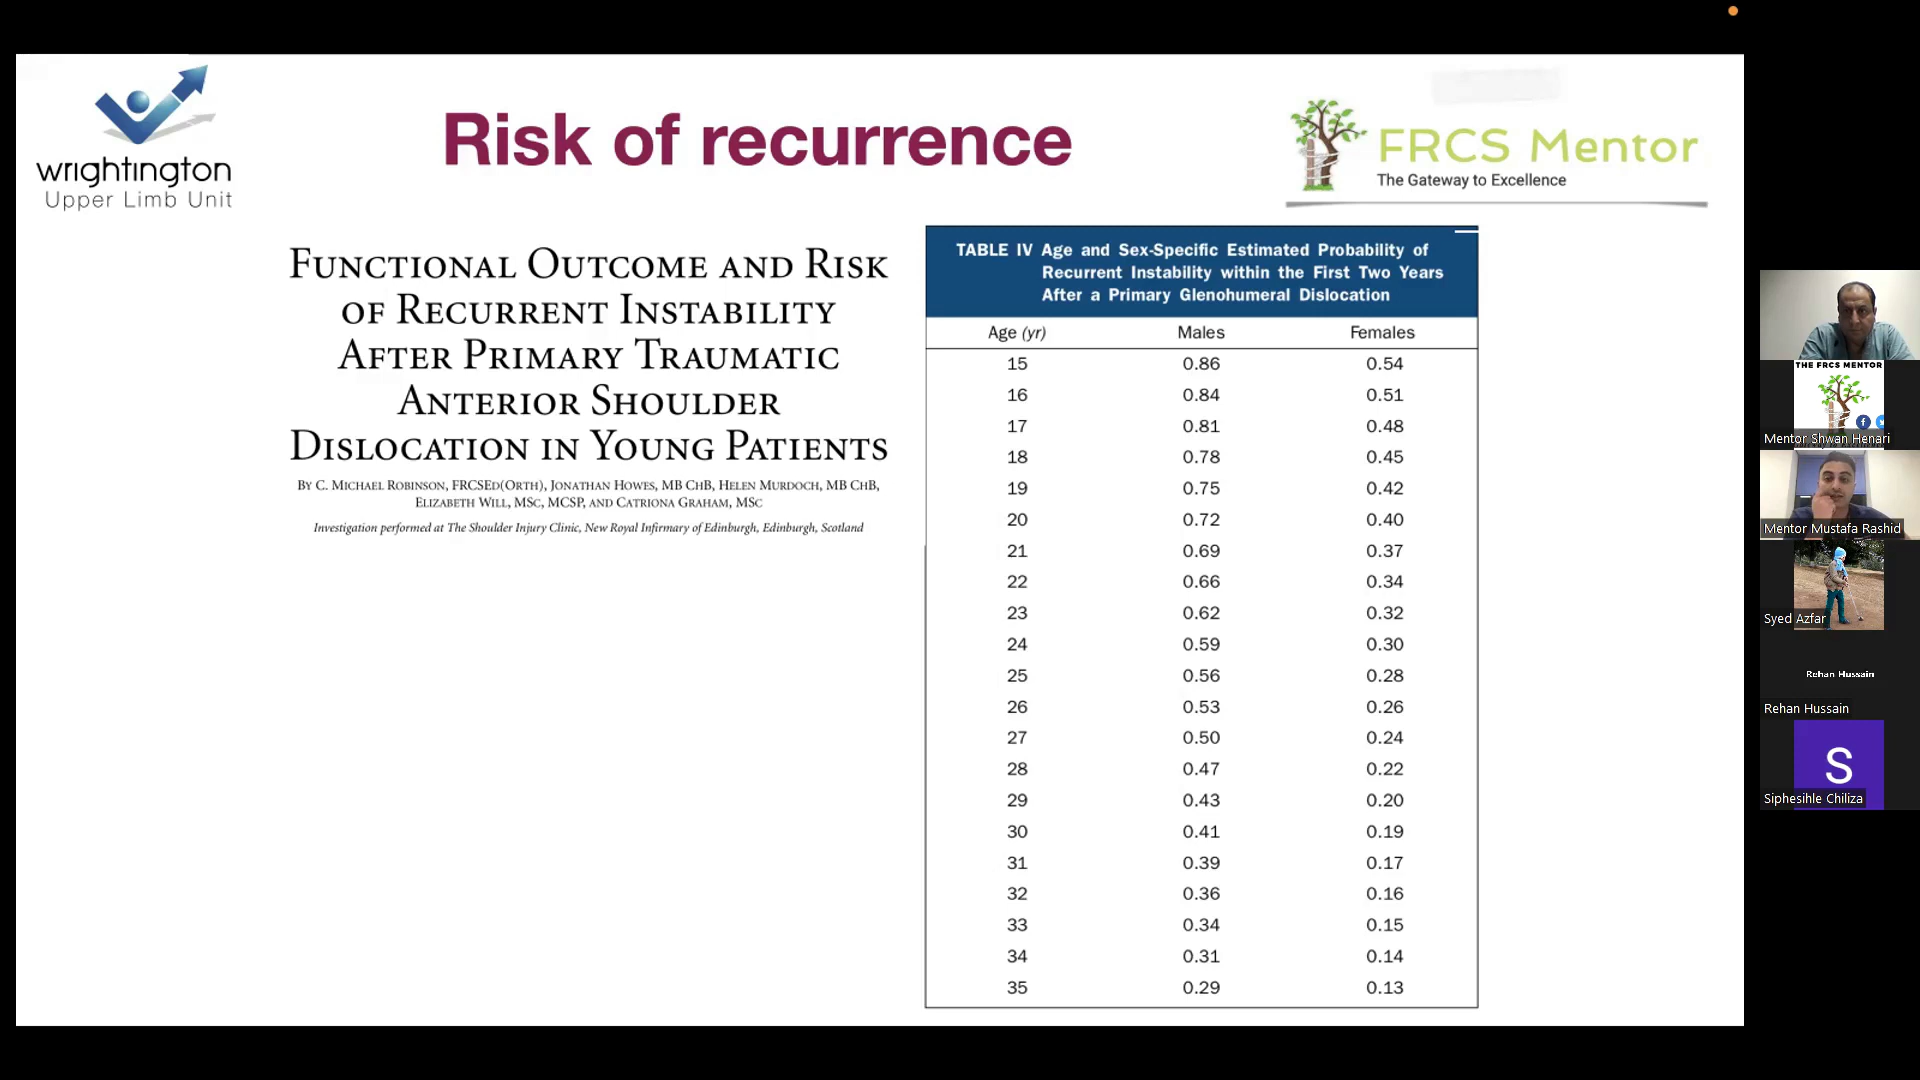 wrightington
Upper Limb Unit
Risk of recurrence
FRCS Mentor
The Gateway to Excellence
FUNCTIONAL OUTCOME AND RISK
OF RECURRENT INSTABILITY
AFTER PRIMARY TRAUMATIC
ANTERIOR SHOULDER
DISLOCATION IN YOUNG PATIENTS
BY C. MICHAEL ROBINSON, FRCSED(ORTH), JONATHAN HOWES, MB CHB, HELEN MURDOCH, MB CHB,
ELIZABETH WILL, MSC, MCSP, AND CATRIONA GRAHAM, MSC
Investigation performed at The Shoulder Injury Clinic, New Royal Infirmary of Edinburgh, Edinburgh, Scotland
TABLE IV Age and Sex-Specific Estimated Probability of
Recurrent Instability within the First Two Years
After a Primary Glenohumeral Dislocation
Age (yr) Males Females
15 0.86 0.54
16 0.84 0.51
17 0.81 0.48
18 0.78 0.45
19 0.75 0.42
20 0.72 0.40
21 0.69 0.37
22 0.66 0.34
23 0.62 0.32
24 0.59 0.30
25 0.56 0.28
26 0.53 0.26
27 0.50 0.24
28 0.47 0.22
29 0.43 0.20
30 0.41 0.19
31 0.39 0.17
32 0.36 0.16
33 0.34 0.15
34 0.31 0.14
35 0.29 0.13
THE FRCS MENTOR
Mentor Shwan Henari
Mentor Mustafa Rashid
Syed Azfar
Rehan Hussain
Rehan Hussain
S
Siphesihle Chiliza